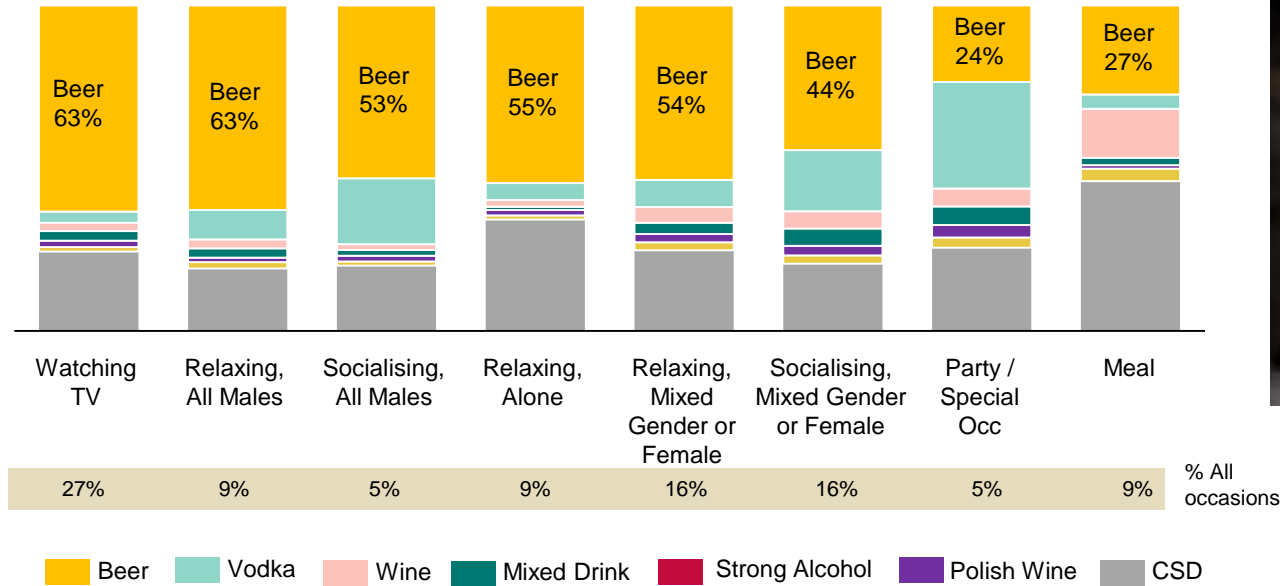 Beer
63%
Beer
63%
Beer
53%
Beer
55%
Beer
54%
Beer
44%
Beer
24%
Beer
27%
Watching
TV
Relaxing,
All Males
Socialising,
All Males
Relaxing,
Alone
Relaxing,
Mixed
Gender or
Female
Socialising,
Mixed Gender
or Female
Party /
Special
Occ
Meal
27% 9% 5% 9% 16% 16% 5% 9%
% All
occasions
Beer Vodka Wine Mixed Drink Strong Alcohol Polish Wine CSD